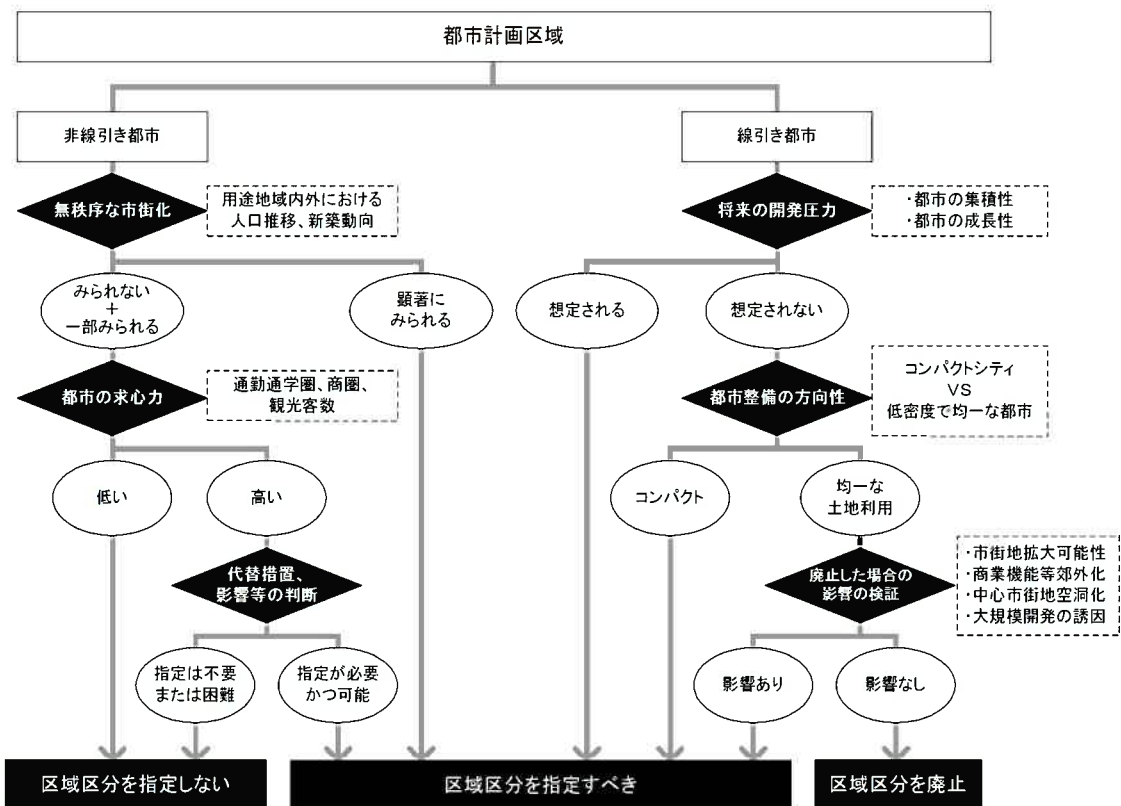 都市計画区域
非線引き都市
線引き都市
無秩序な市街化
用途地域内外における
人口推移、新築動向
将来の開発圧力
・都市の集積性
・都市の成長性
みられない
+
一部みられる
顕著に
みられる
想定される
想定されない
都市の求心力
通勤通学圏、商圏、
観光客数
都市整備の方向性
コンパクトシティ
VS
低密度で均一な都市
低い
高い
コンパクト
均一な
土地利用
代替措置、
影響等の判断
廃止した場合の
影響の検証
・市街地拡大可能性
・商業機能等郊外化
・中心市街地空洞化
・大規模開発の誘因
指定は不要
または困難
指定が必要
かつ可能
影響あり
影響なし
区域区分を指定しない
区域区分を指定すべき
区域区分を廃止